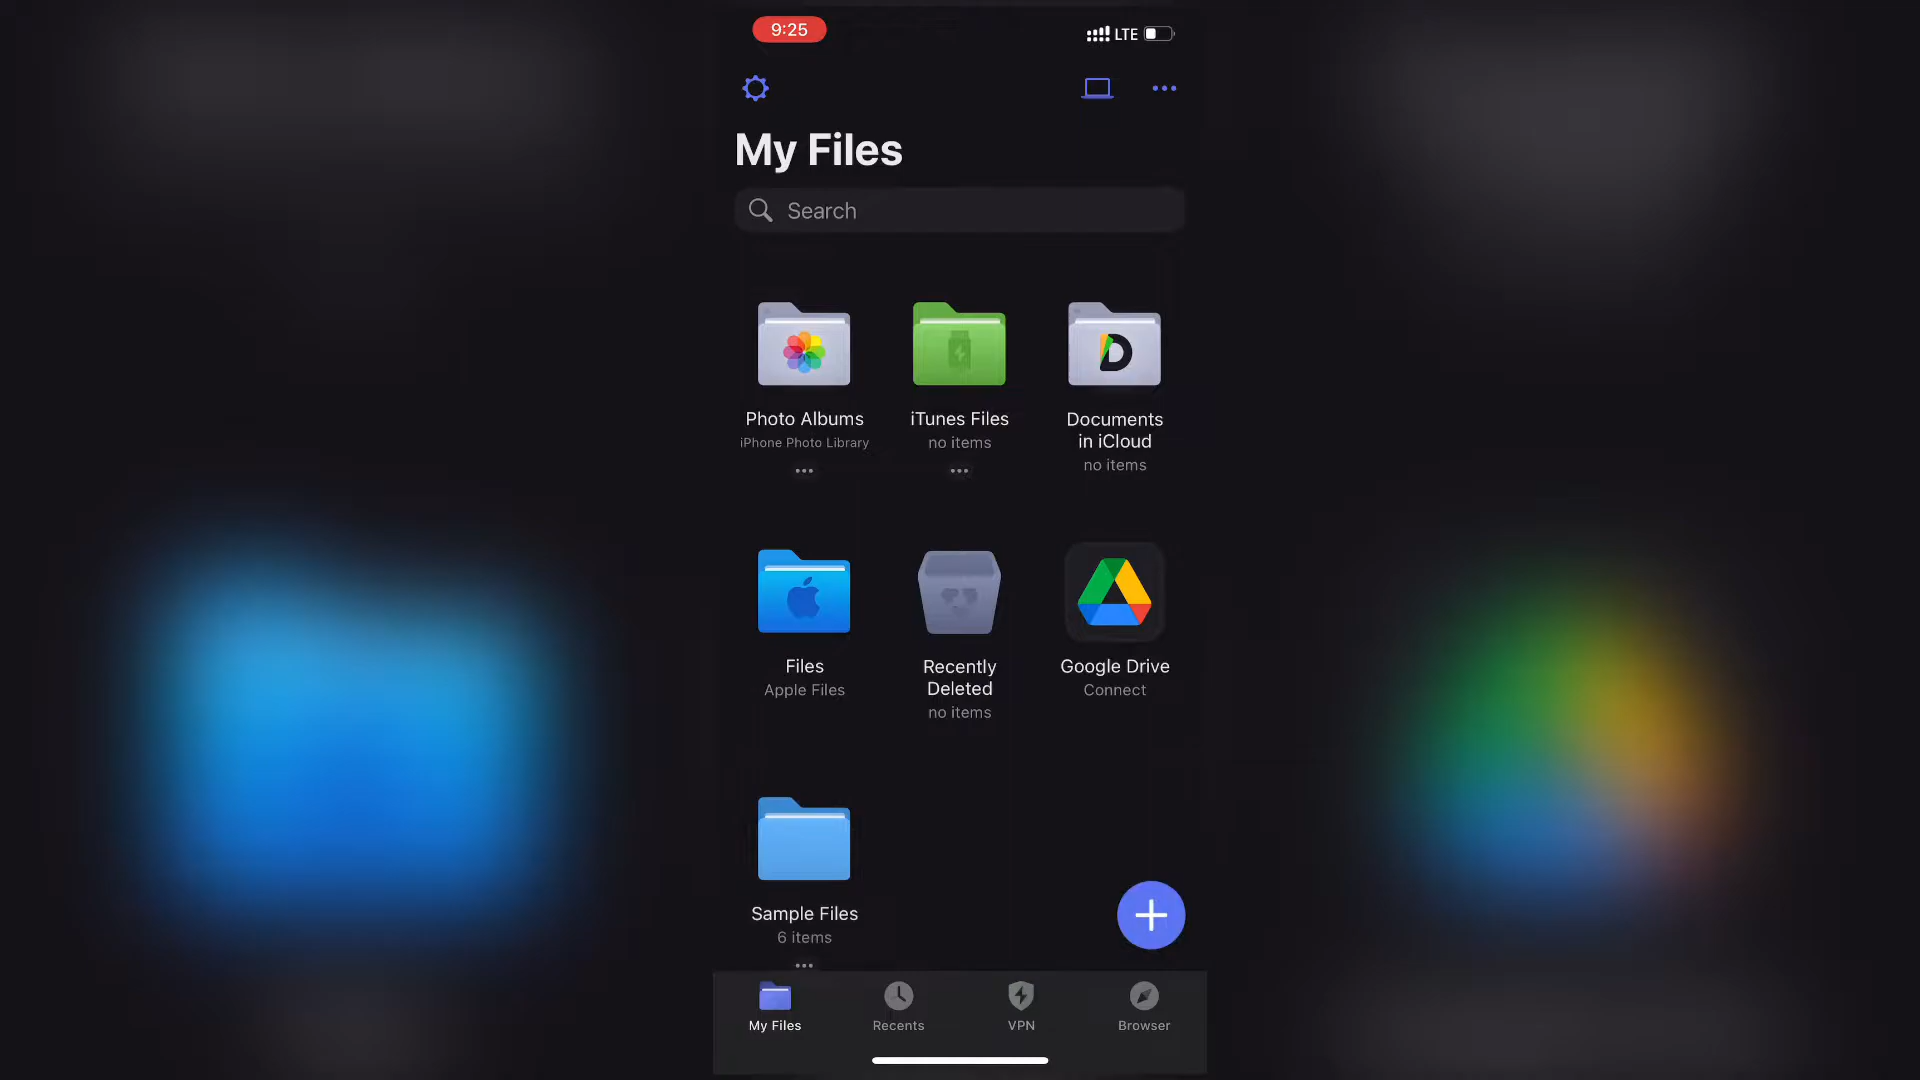 9:25
LTE
My Files
Search
Photo Albums
iPhone Photo Library
iTunes Files
no items
Documents
in iCloud
no items
Files
Apple Files
Recently
Deleted
no items
Google Drive
Connect
Sample Files
6 items
My Files
Recents
VPN
Browser